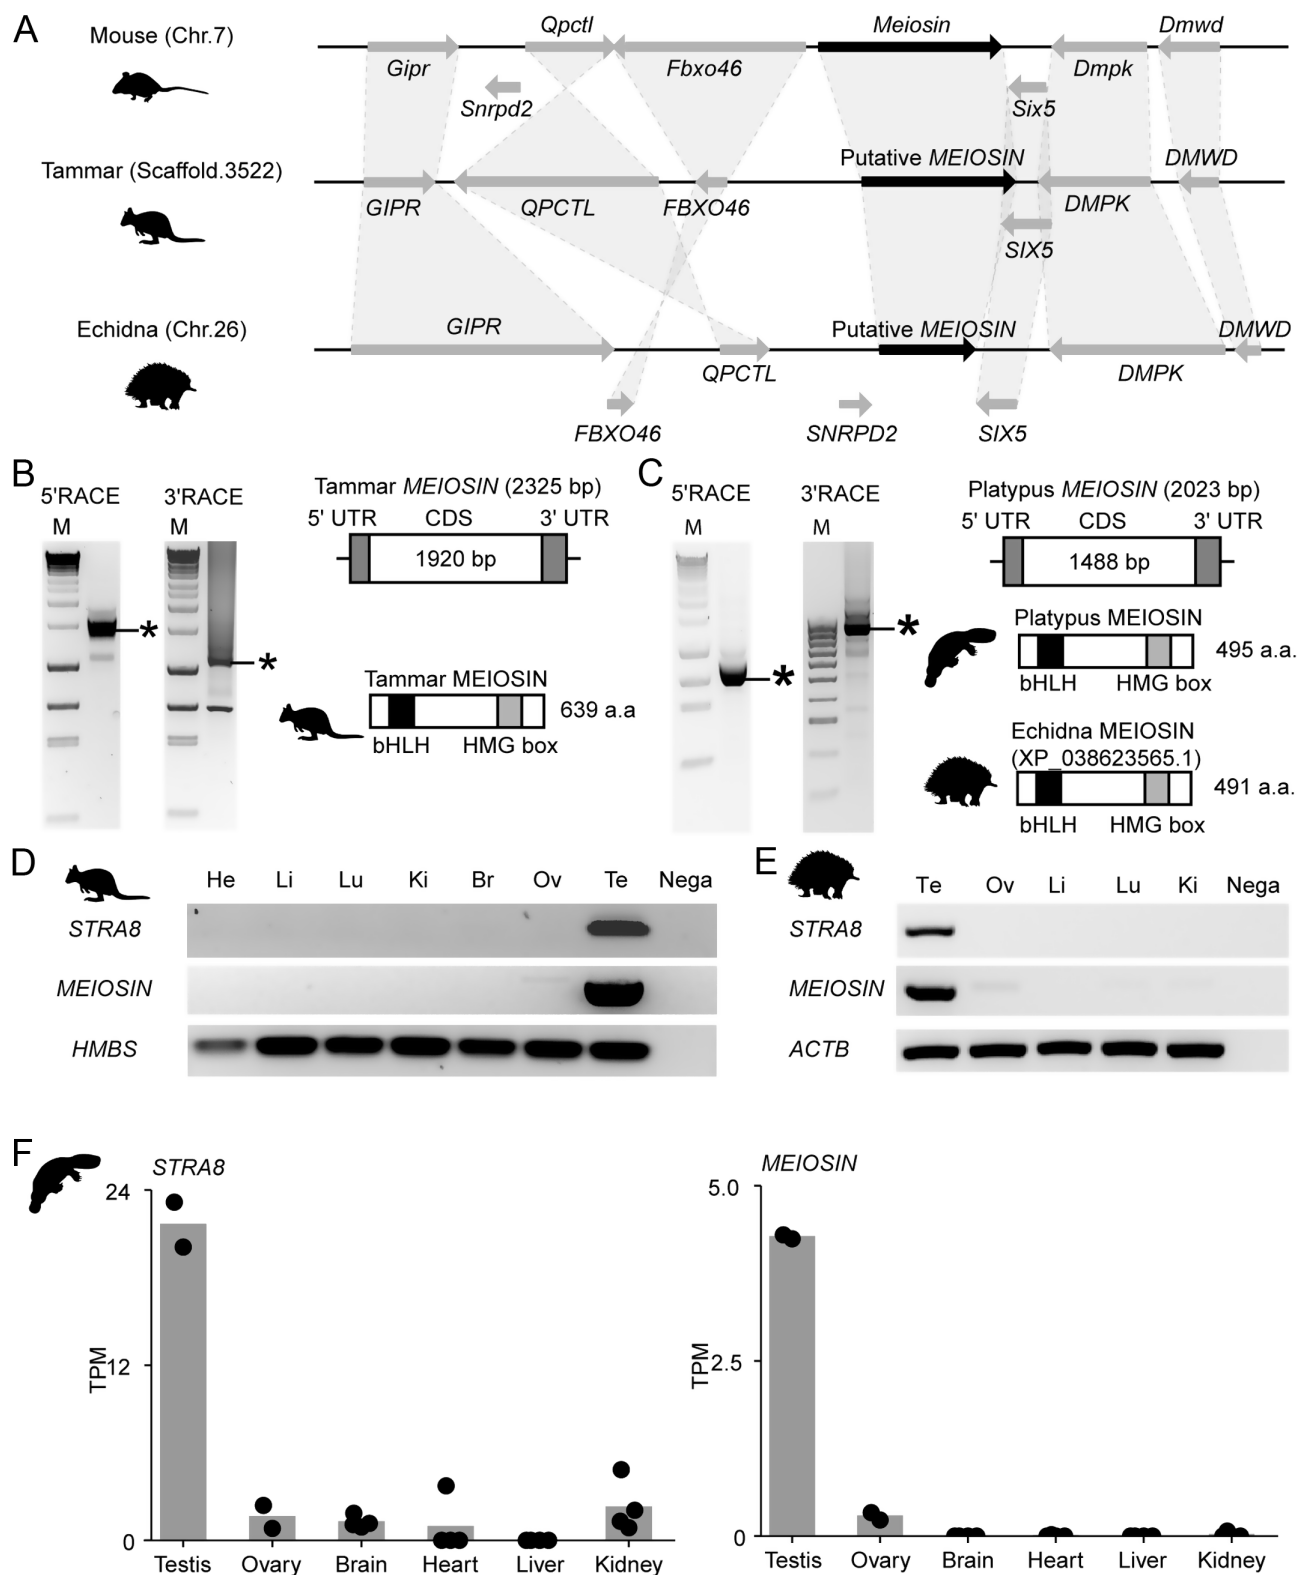 A
Mouse (Chr.7)
Qpctl Meiosin Dmwd
Gipr Fbxo46 Dmpk
Snrpd2 Six5
Tammar (Scaffold.3522)
Putative MEIOSIN DMWD
GIPR QPCTL FBXO46 DMPK
SIX5
Echidna (Chr.26)
GIPR Putative MEIOSIN DMWD
QPCTL DMPK
FBXO46 SNRPD2 SIX5
B
5'RACE 3'RACE
M M
* *
Tammar MEIOSIN (2325 bp)
5' UTR CDS 3' UTR
1920 bp
Tammar MEIOSIN
639 a.a
bHLH HMG box
C
5'RACE 3'RACE
M M
* *
Platypus MEIOSIN (2023 bp)
5' UTR CDS 3' UTR
1488 bp
Platypus MEIOSIN
495 a.a.
bHLH HMG box
Echidna MEIOSIN
(XP_038623565.1)
491 a.a.
bHLH HMG box
D
He Li Lu Ki Br Ov Te Nega
STRA8
MEIOSIN
HMBS
E
Te Ov Li Lu Ki Nega
STRA8
MEIOSIN
ACTB
F
STRA8
24
12
0
TPM
Testis Ovary Brain Heart Liver Kidney
MEIOSIN
5.0
2.5
0
TPM
Testis Ovary Brain Heart Liver Kidney